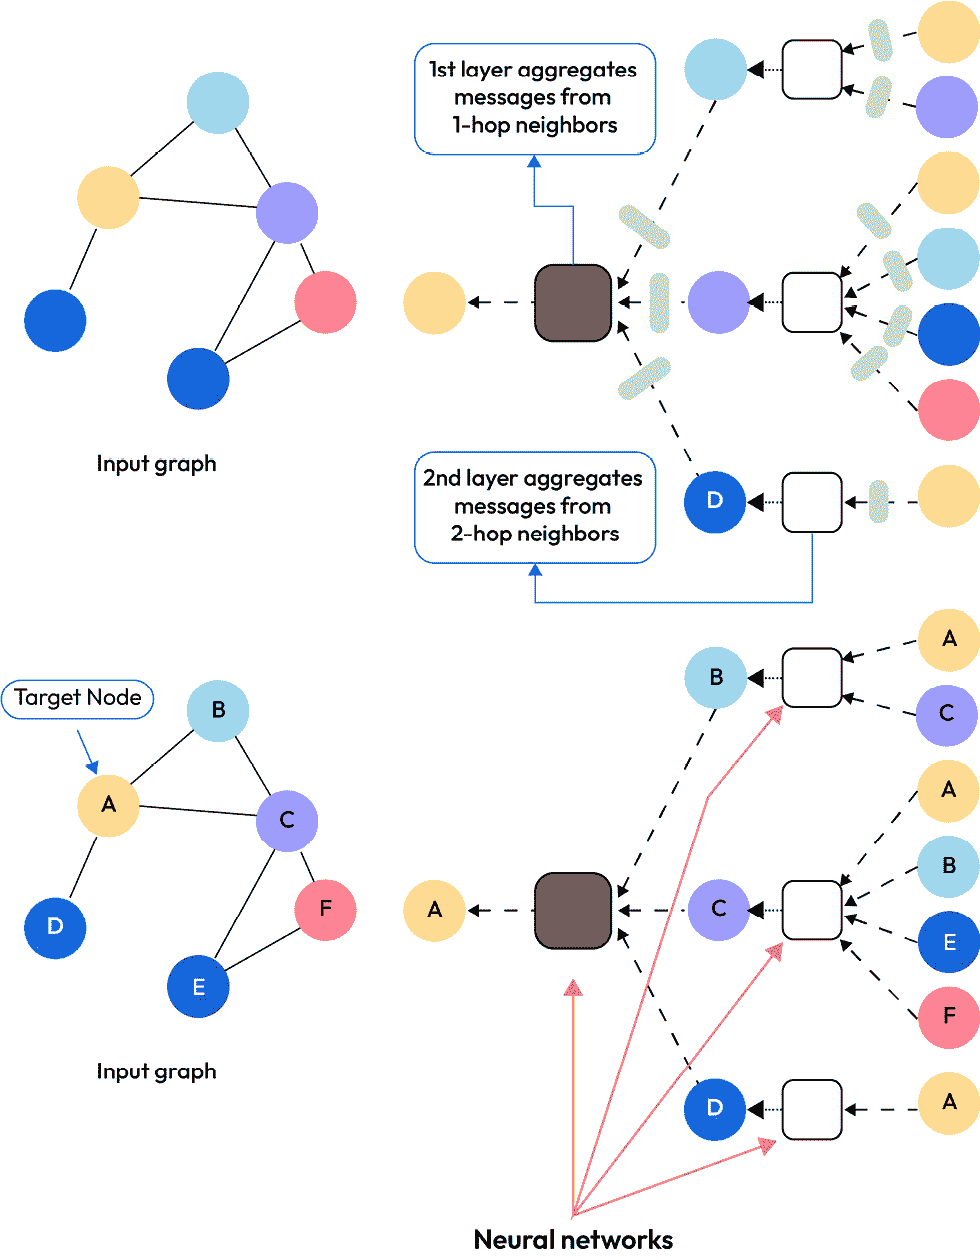 1st layer aggregates
messages from
1-hop neighbors
Input graph
2nd layer aggregates
messages from
2-hop neighbors
D
Target Node
A
B
C
D
E
F
Input graph
A
B
C
D
A
C
A
B
E
F
A
Neural networks